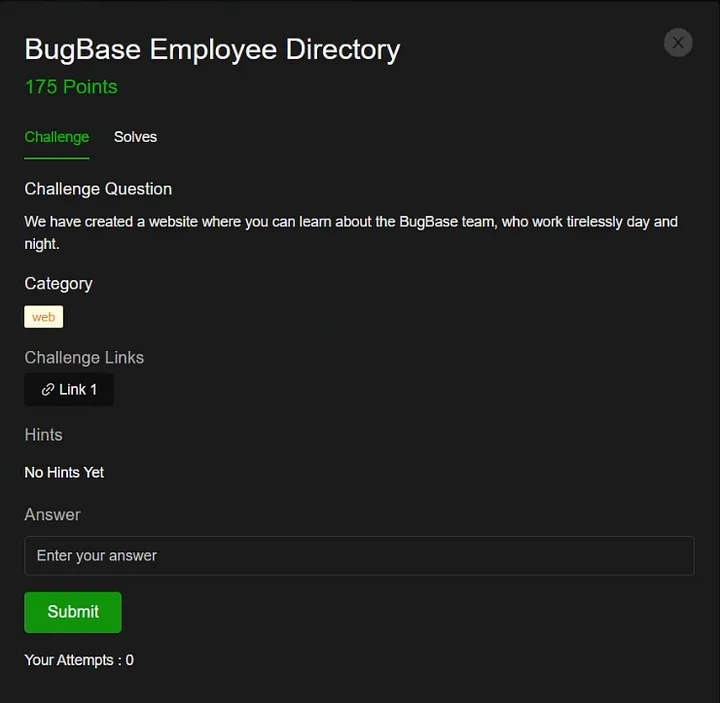 BugBase Employee Directory
175 Points
Challenge Solves
Challenge Question
We have created a website where you can learn about the BugBase team, who work tirelessly day and
night.
Category
web
Challenge Links
Link 1
Hints
No Hints Yet
Answer
Enter your answer
Submit
Your Attempts : 0